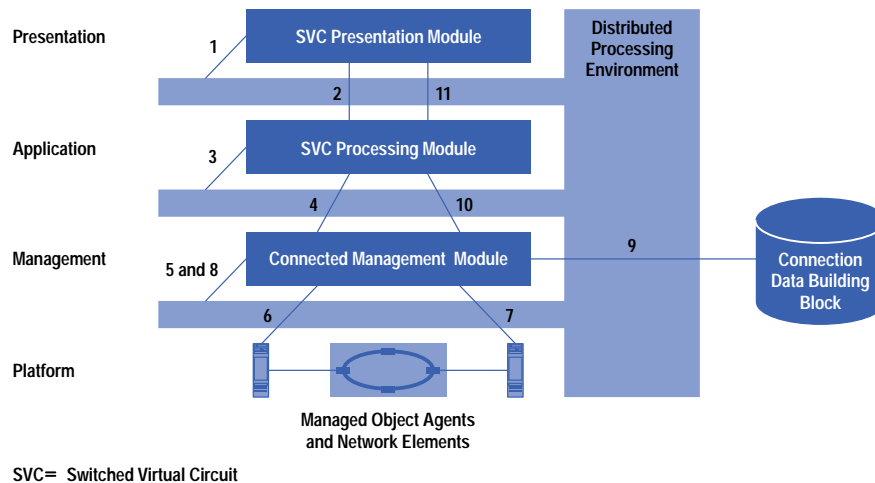 Presentation
1
SVC Presentation Module
Distributed
Processing
Environment
2
11
Application
3
SVC Processing Module
4
10
Management
5 and 8
Connected Management Module
9
Connection
Data Building
Block
6
7
Platform
Managed Object Agents
and Network Elements
SVC= Switched Virtual Circuit